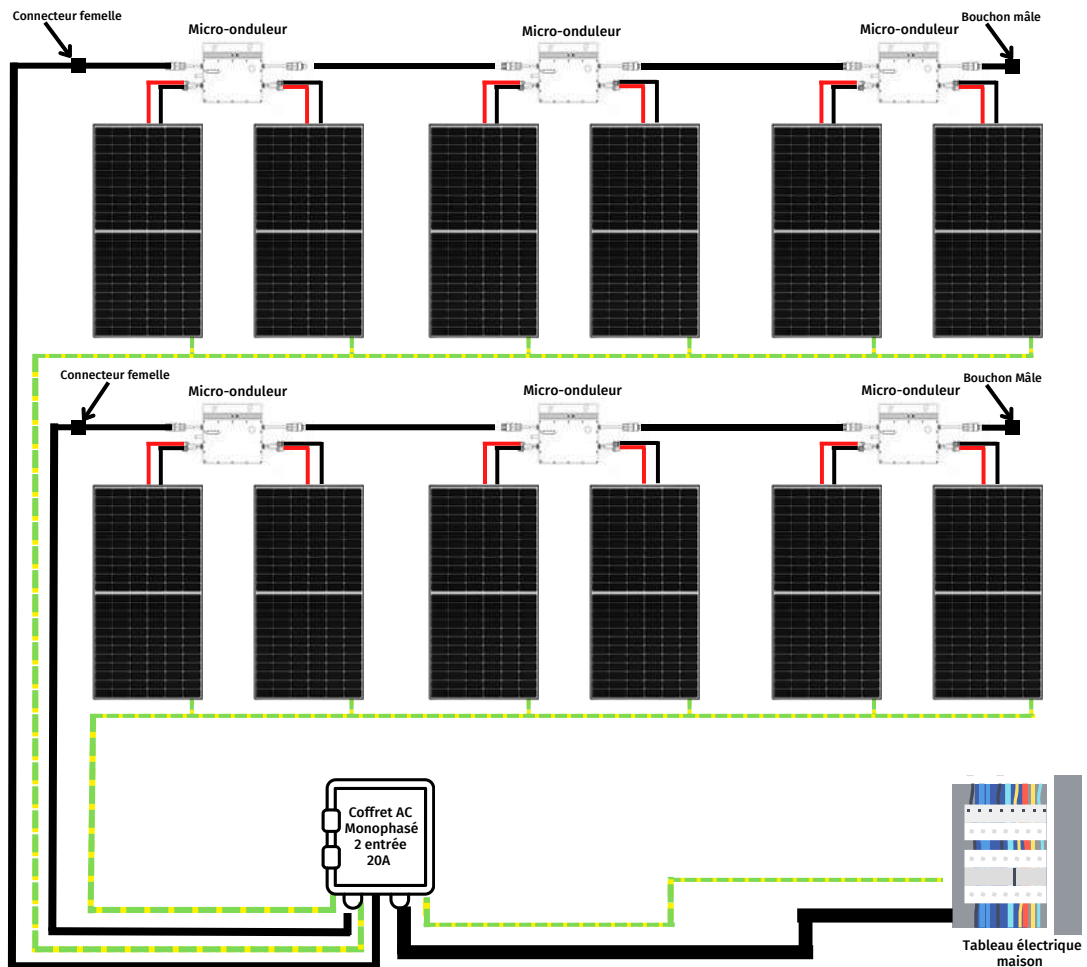 Connecteur femelle
Micro-onduleur
Micro-onduleur
Micro-onduleur
Bouchon mâle
Connecteur femelle
Micro-onduleur
Micro-onduleur
Micro-onduleur
Bouchon Mâle
Coffret AC
Monophasé
2 entrée
20A
Tableau électrique
maison